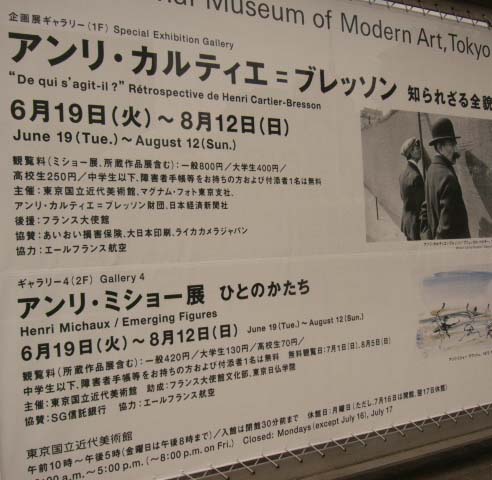 Museum of Modern Art, Tokyo
企画展ギャラリー(1F) Special Exhibition Gallery
アンリ・カルティエ=ブレッソン 知られざる全貌
"De qui s'agit-il?" Rétrospective de Henri Cartier-Bresson
6月19日(火)～8月12日(日)
June 19 (Tue.)～August 12(Sun.)
観覧料(ミショー展、所蔵作品展含む):一般800円/大学生400円/
高校生250円/中学生以下、障害者手帳等をお持ちの方および付添者1名は無料
主催:東京国立近代美術館、マグナム・フォト東京支社、
アンリ・カルティエ=ブレッソン財団、日本経済新聞社
後援:フランス大使館
協賛:あいおい損害保険、大日本印刷、ライカカメラジャパン
協力:エールフランス航空
ギャラリー4(2F) Gallery 4
アンリ・ミショー展 ひとのかたち
Henri Michaux / Emerging Figures
6月19日(火)～8月12日(日) June 19 (Tue.)～August 12 (Sun.)
観覧料(所蔵作品展含む):一般420円/大学生130円/高校生70円/
中学生以下、障害者手帳等をお持ちの方および付添者1名は無料 無料観覧日:7月1日(日)、8月5日(日)
主催:東京国立近代美術館 助成:フランス大使館文化部、東京日仏学院
協賛:SG信託銀行 協力:エールフランス航空
東京国立近代美術館
午前10時～午後5時(金曜日は午後8時まで)/入館は閉館30分前まで 休館日:月曜日(ただし、7月16日は開館、翌17日休館)
a.m.～5:00 p.m. (～8:00 p.m. on Fri.) Closed: Mondays (except July 16), July 17